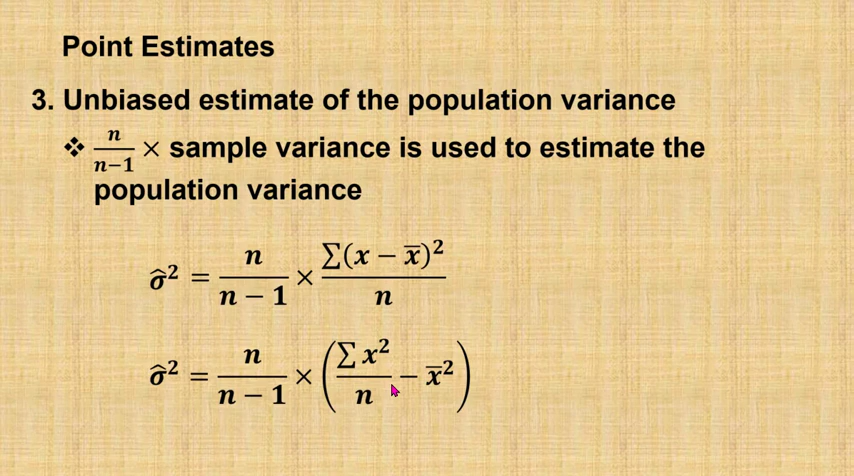 Point Estimates
3. Unbiased estimate of the population variance
❖ n/(n−1) × sample variance is used to estimate the
population variance
σ̂² = n/(n − 1) × ∑(x − x̅)²/n
σ̂² = n/(n − 1) × (∑x²/n − x̅²)